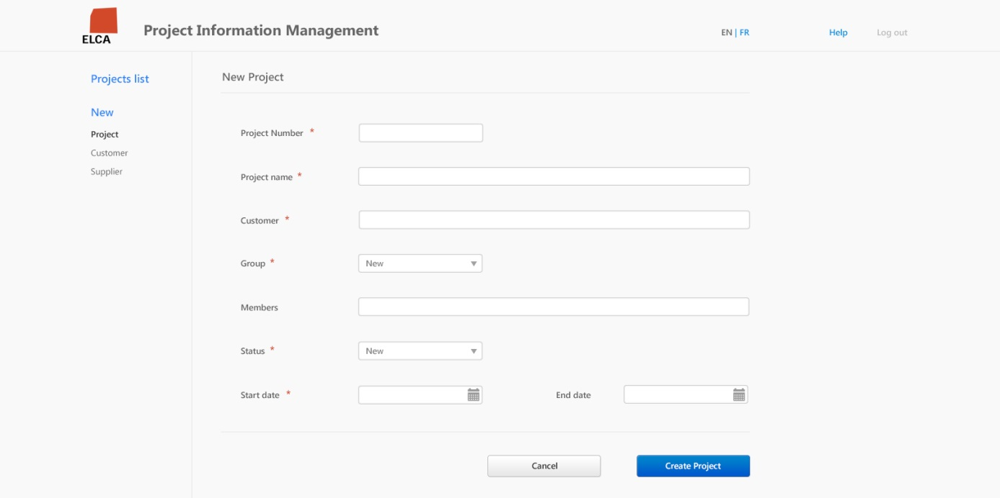 ELCA
Project Information Management
EN | FR
Help
Log out
Projects list
New
Project
Customer
Supplier
New Project
Project Number *
Project name *
Customer *
Group *
New
Members
Status *
New
Start date *
End date
Cancel
Create Project